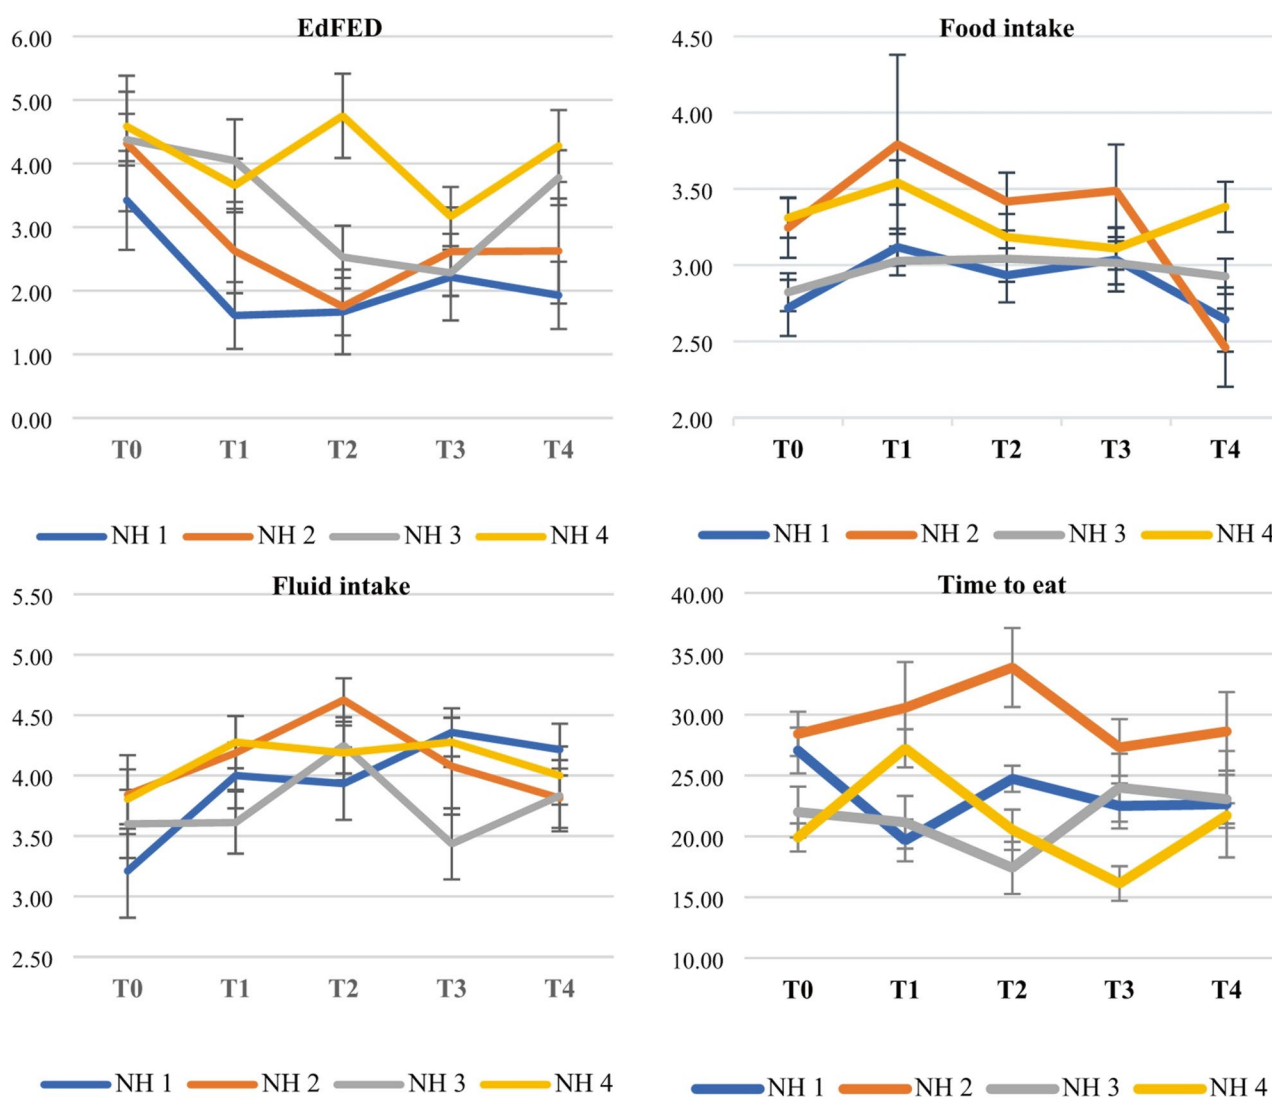 EdFED
6.00
5.00
4.00
3.00
2.00
1.00
0.00
T0 T1 T2 T3 T4
NH 1 NH 2 NH 3 NH 4
Food intake
4.50
4.00
3.50
3.00
2.50
2.00
T0 T1 T2 T3 T4
NH 1 NH 2 NH 3 NH 4
Fluid intake
5.50
5.00
4.50
4.00
3.50
3.00
2.50
T0 T1 T2 T3 T4
NH 1 NH 2 NH 3 NH 4
Time to eat
40.00
35.00
30.00
25.00
20.00
15.00
10.00
T0 T1 T2 T3 T4
NH 1 NH 2 NH 3 NH 4